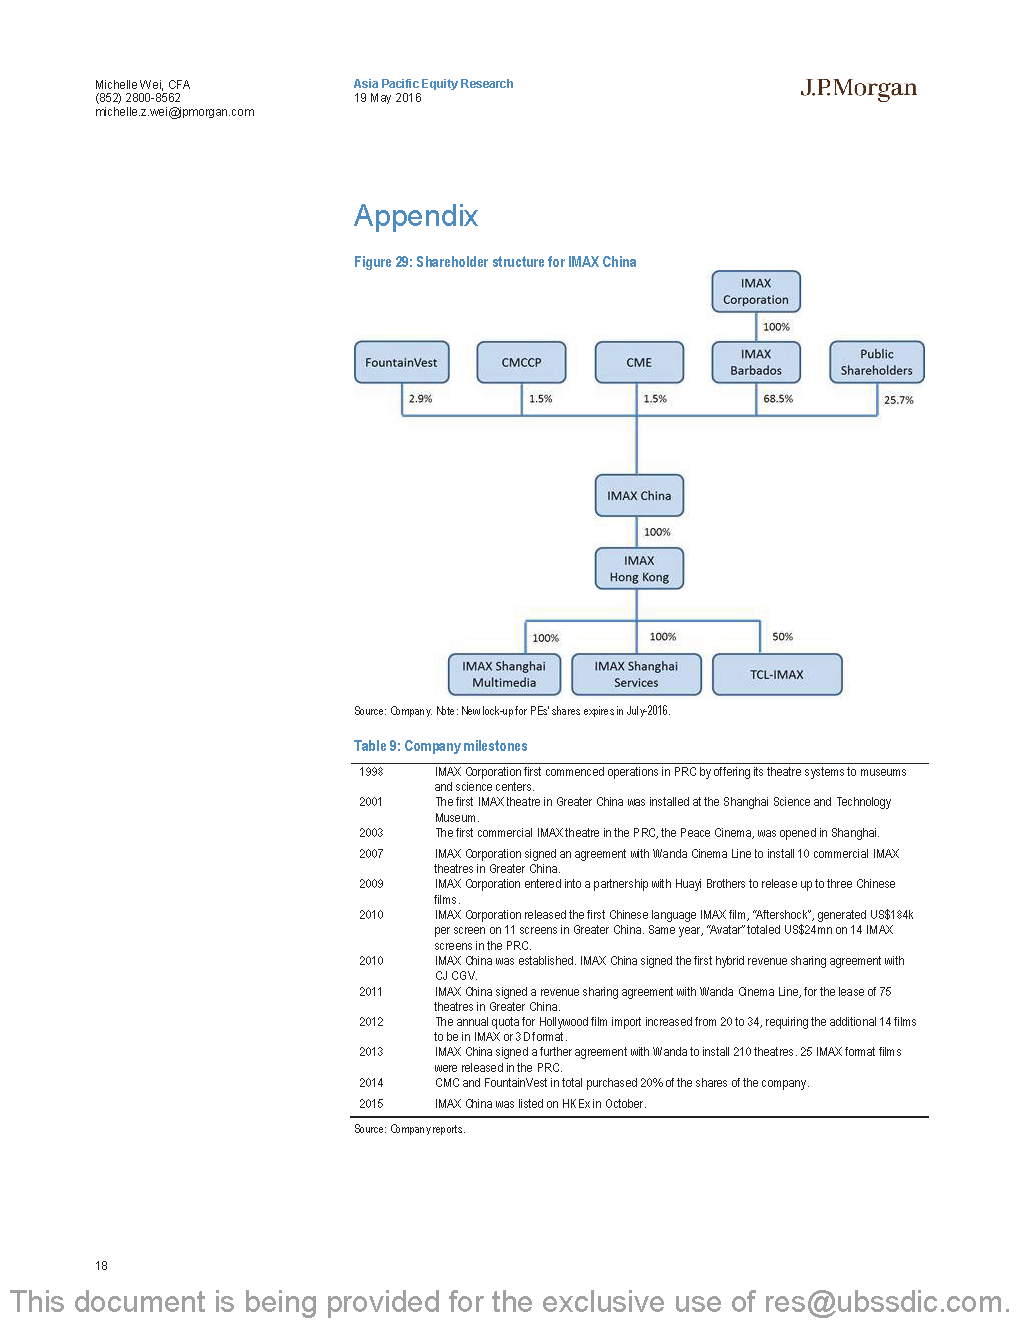 Michelle Wei, CFA
(852) 2800-8562
michelle.z.wei@jpmorgan.com
Asia Pacific Equity Research
19 May 2016
J.P.Morgan
Appendix
Figure 29: Shareholder structure for IMAX China
IMAX
Corporation
100%
FountainVest
CMCCP
CME
IMAX
Barbados
Public
Shareholders
2.9%
1.5%
1.5%
68.5%
25.7%
IMAX China
100%
IMAX
Hong Kong
100%
100%
50%
IMAX Shanghai
Multimedia
IMAX Shanghai
Services
TCL-IMAX
Source: Company. Note: New lock-up for PEs' shares expires in July-2016.
Table 9: Company milestones
1998 IMAX Corporation first commenced operations in PRC by offering its theatre systems to museums
and science centers.
2001 The first IMAX theatre in Greater China was installed at the Shanghai Science and Technology
Museum.
2003 The first commercial IMAX theatre in the PRC, the Peace Cinema, was opened in Shanghai.
2007 IMAX Corporation signed an agreement with Wanda Cinema Line to install 10 commercial IMAX
theatres in Greater China.
2009 IMAX Corporation entered into a partnership with Huayi Brothers to release up to three Chinese
films.
2010 IMAX Corporation released the first Chinese language IMAX film, "Aftershock", generated US$184k
per screen on 11 screens in Greater China. Same year, "Avatar" totaled US$24mn on 14 IMAX
screens in the PRC.
2010 IMAX China was established. IMAX China signed the first hybrid revenue sharing agreement with
CJ CGV.
2011 IMAX China signed a revenue sharing agreement with Wanda Cinema Line, for the lease of 75
theatres in Greater China.
2012 The annual quota for Hollywood film import increased from 20 to 34, requiring the additional 14 films
to be in IMAX or 3D format.
2013 IMAX China signed a further agreement with Wanda to install 210 theatres. 25 IMAX format films
were released in the PRC.
2014 CMC and FountainVest in total purchased 20% of the shares of the company.
2015 IMAX China was listed on HKEx in October.
Source: Company reports.
18
This document is being provided for the exclusive use of res@ubssdic.com.